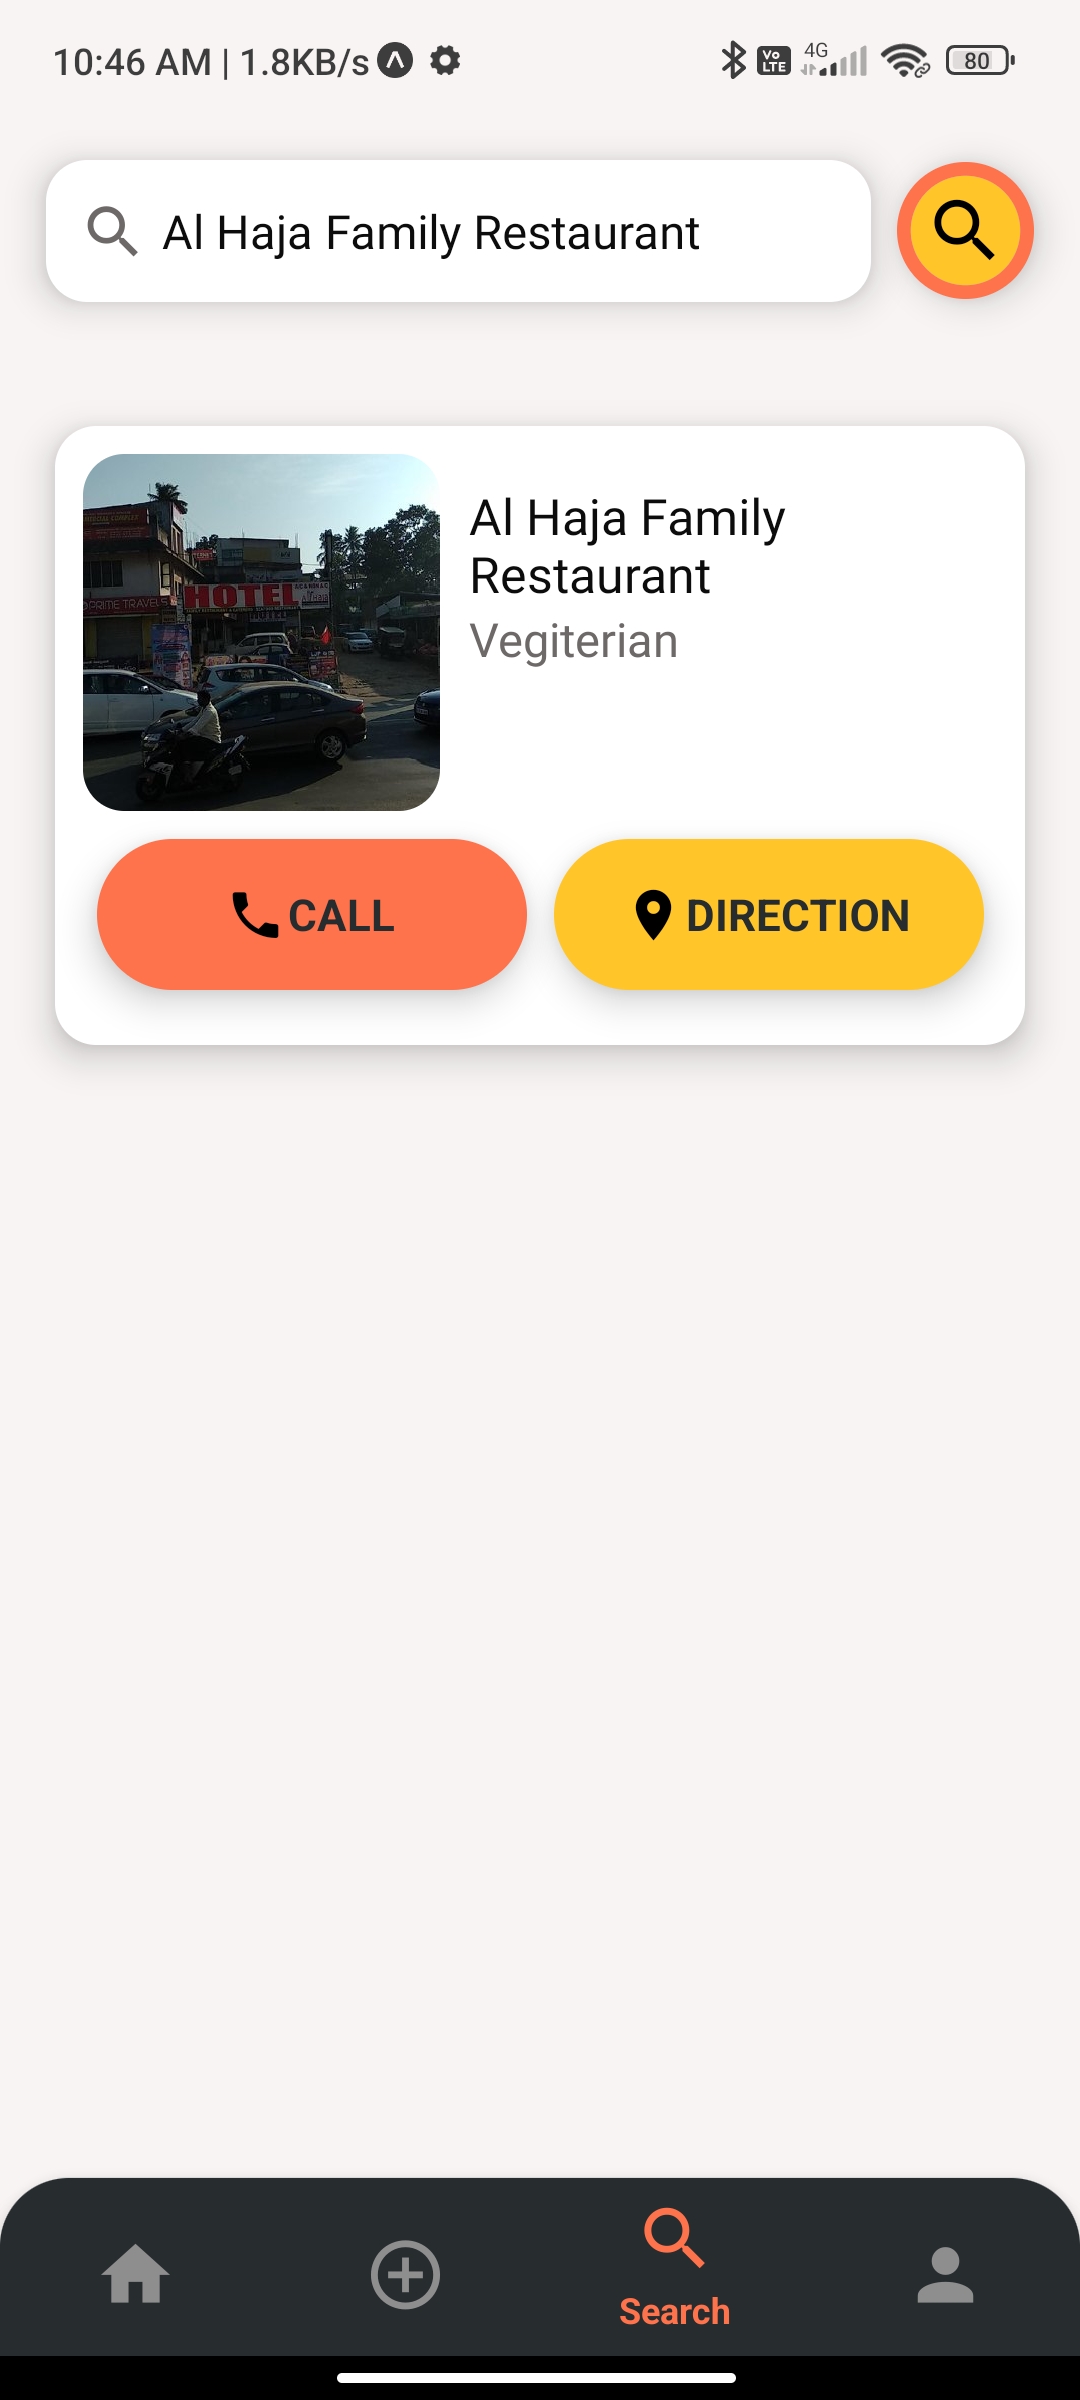 10:46 AM | 1.8KB/s
Vo LTE
4G
80
Al Haja Family Restaurant
HOTEL
PRIME TRAVELS
Al Haja Family
Restaurant
Vegiterian
CALL
DIRECTION
Search